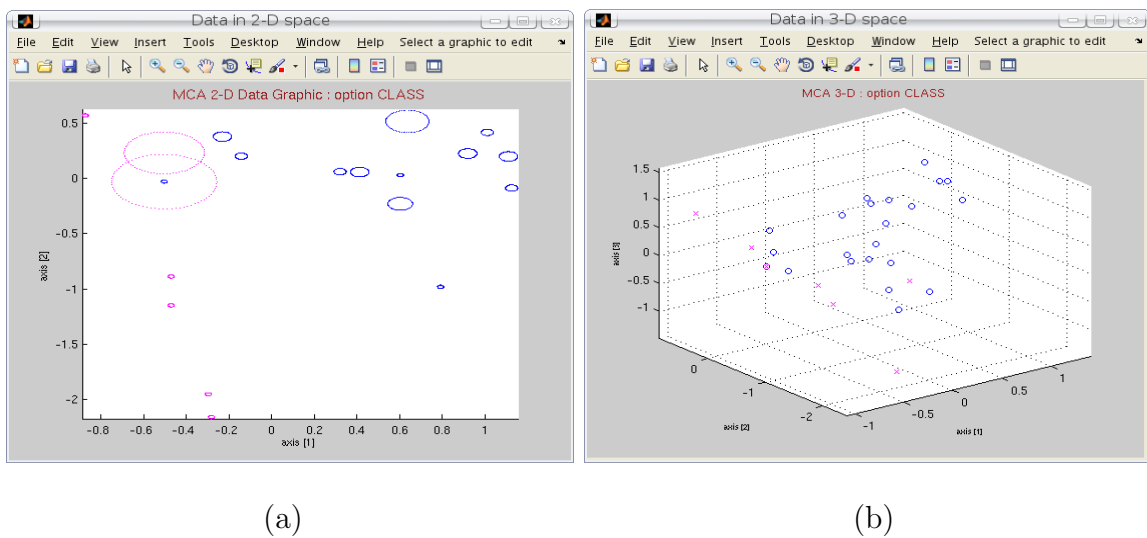 Data in 2-D space
File Edit View Insert Tools Desktop Window Help Select a graphic to edit
MCA 2-D Data Graphic : option CLASS
0.5
0
-0.5
-1
-1.5
-2
axis [2]
-0.8 -0.6 -0.4 -0.2 0 0.2 0.4 0.6 0.8 1
axis [1]
(a)
Data in 3-D space
File Edit View Insert Tools Desktop Window Help Select a graphic to edit
MCA 3-D : option CLASS
1.5
1
0.5
0
-0.5
-1
axis [3]
0 -1 -2
axis [2]
-1 -0.5 0 0.5 1
axis [1]
(b)